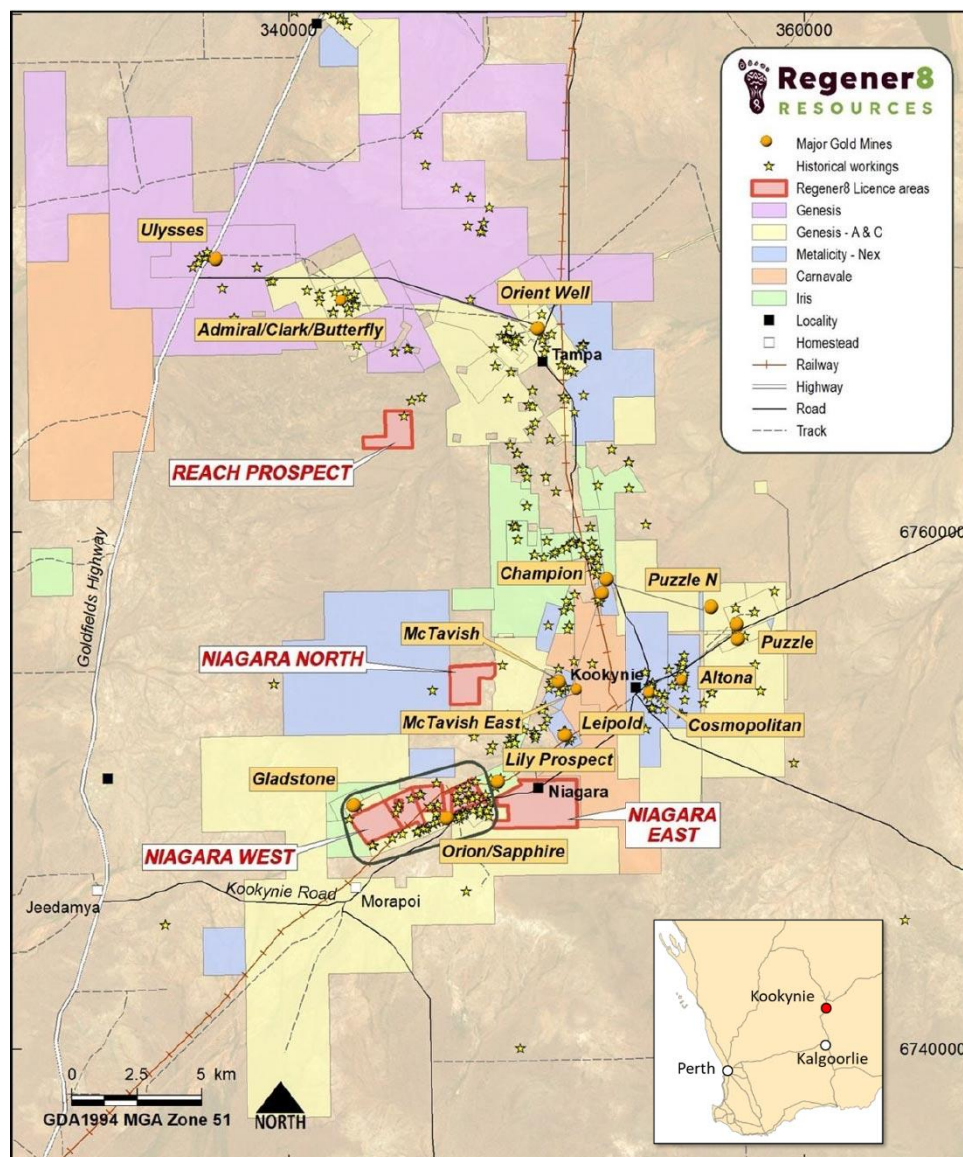 340000
360000
Regener8
RESOURCES
Major Gold Mines
Historical workings
Regener8 Licence areas
Genesis
Genesis - A & C
Metalicity - Nex
Carnavale
Iris
Locality
Homestead
Railway
Highway
Road
Track
Ulysses
Orient Well
Admiral/Clark/Butterfly
Tampa
REACH PROSPECT
Goldfields Highway
6760000
Champion
Puzzle N
McTavish
Puzzle
NIAGARA NORTH
Kookynie
Altona
McTavish East
Leipold
Cosmopolitan
Lily Prospect
Gladstone
Niagara
NIAGARA
EAST
NIAGARA WEST
Orion/Sapphire
Kookynie Road
Jeedamya
Morapoi
Kookynie
Kalgoorlie
Perth
6740000
0 2.5 5 km
GDA1994 MGA Zone 51
NORTH